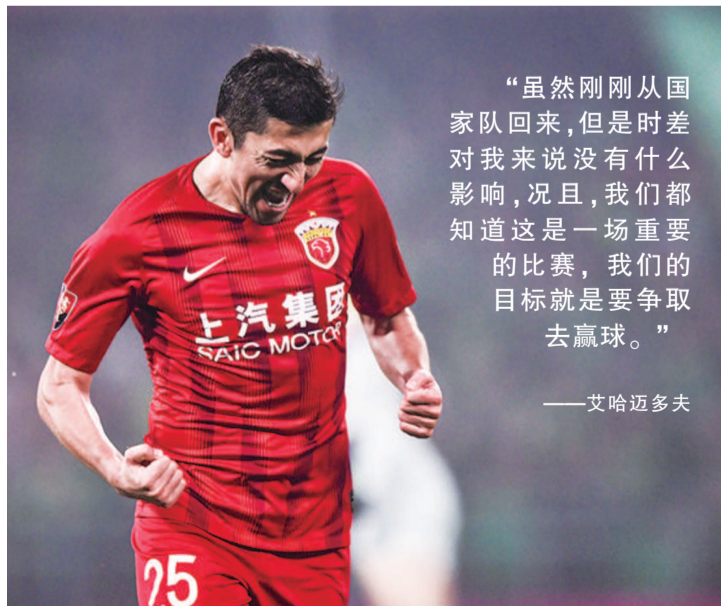 “虽然刚刚从国
家队回来,但是时差
对我来说没有什么
影响,况且,我们都
知道这是一场重要
的比赛，我们的
目标就是要争取
去赢球。”
——艾哈迈多夫
上汽集团
SAIC MOTOR
25